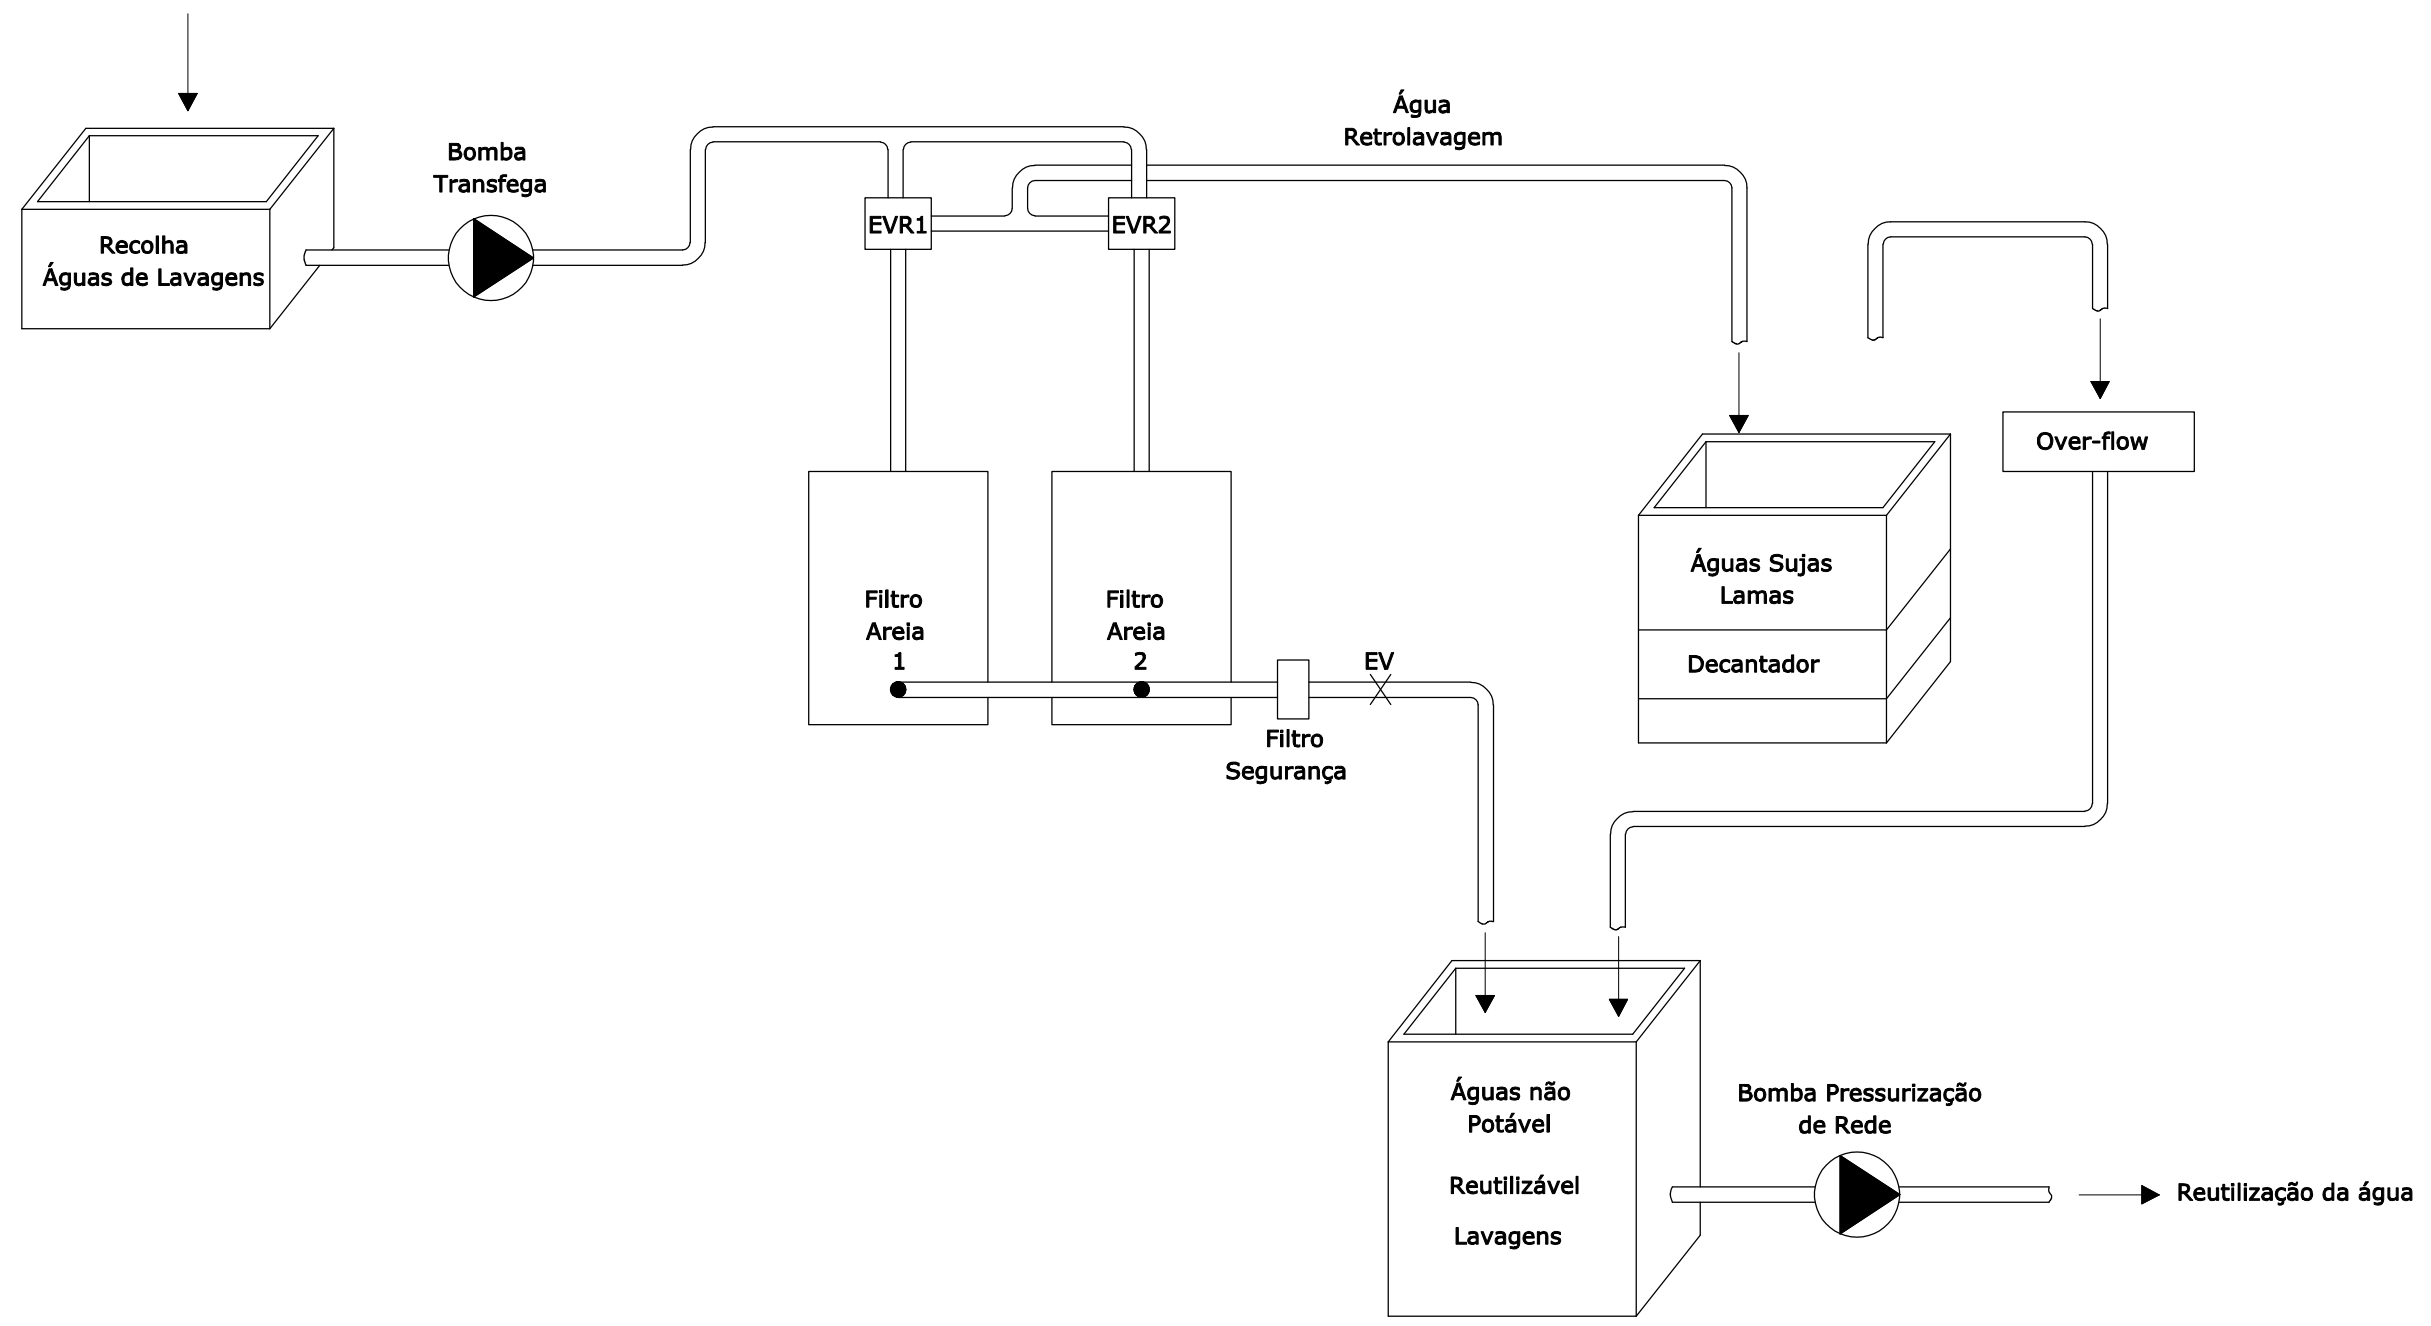 Água
Retrolavagem
Bomba
Transfega
EVR1
EVR2
Recolha
Águas de Lavagens
Over-flow
Águas Sujas
Lamas
Decantador
Filtro
Areia
1
Filtro
Areia
2
EV
Filtro
Segurança
Águas não
Potável
Reutilizável
Lavagens
Bomba Pressurização
de Rede
Reutilização da água